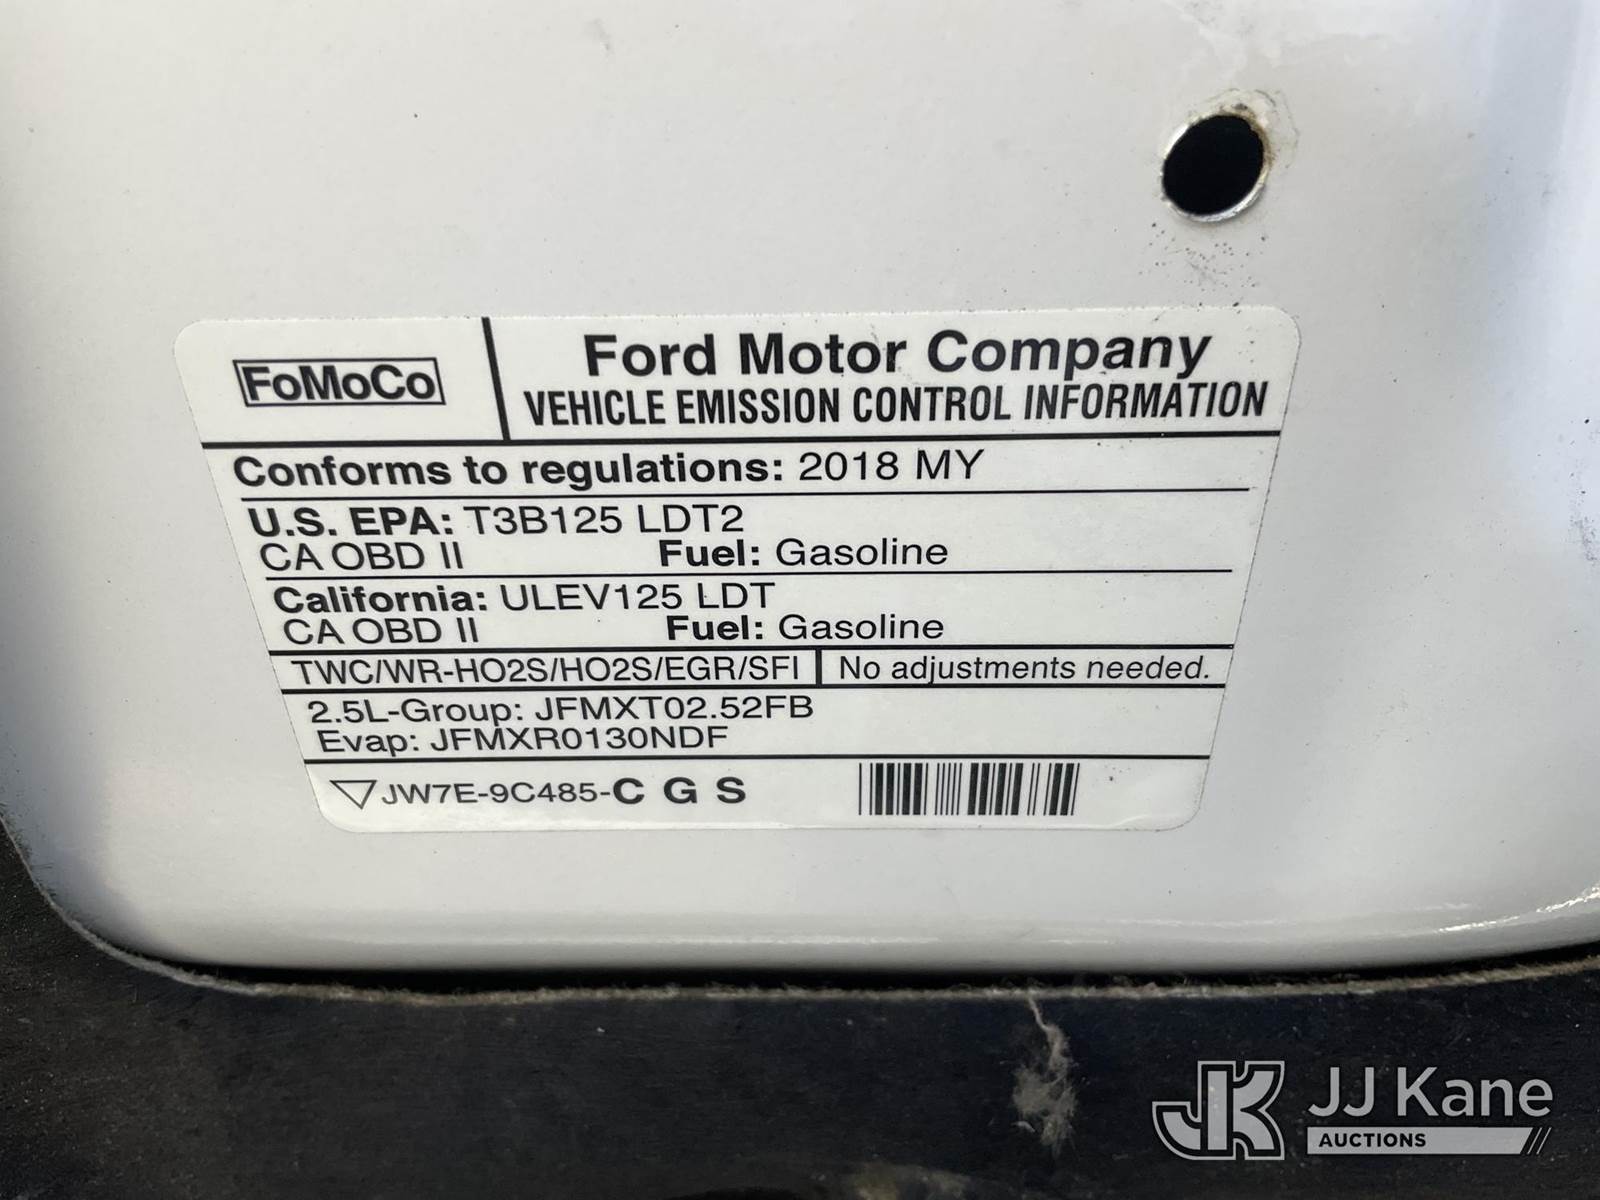 FoMoCo
Ford Motor Company
VEHICLE EMISSION CONTROL INFORMATION
Conforms to regulations: 2018 MY
U.S. EPA: T3B125 LDT2
CA OBD II Fuel: Gasoline
California: ULEV125 LDT
CA OBD II Fuel: Gasoline
TWC/WR-HO2S/HO2S/EGR/SFI No adjustments needed.
2.5L-Group: JFMXT02.52FB
Evap: JFMXR0130NDF
JW7E-9C485-C G S
JK JJ Kane
AUCTIONS